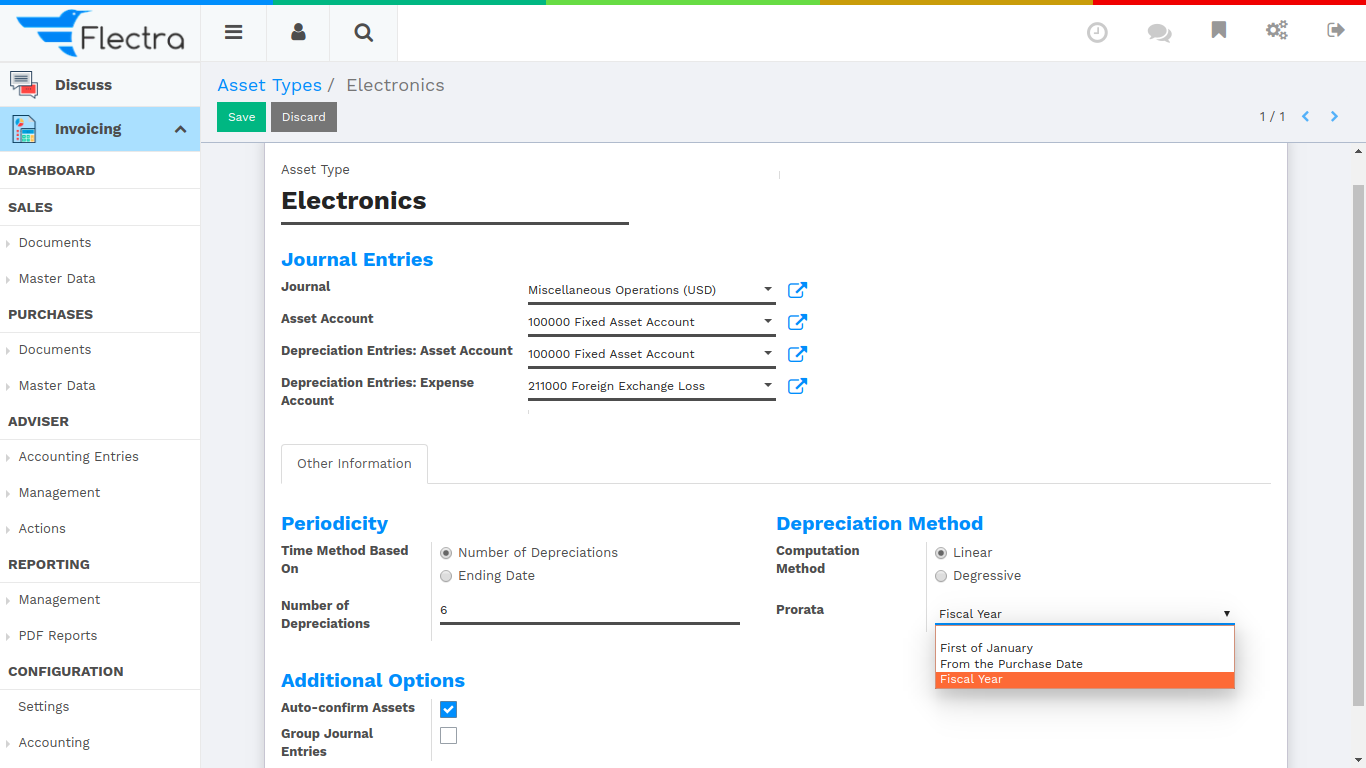 Flectra
Discuss
Invoicing
DASHBOARD
SALES
Documents
Master Data
PURCHASES
Documents
Master Data
ADVISER
Accounting Entries
Management
Actions
REPORTING
Management
PDF Reports
CONFIGURATION
Settings
Accounting
Asset Types / Electronics
Save Discard 1 / 1
Asset Type
Electronics
Journal Entries
Journal Miscellaneous Operations (USD)
Asset Account 100000 Fixed Asset Account
Depreciation Entries: Asset Account 100000 Fixed Asset Account
Depreciation Entries: Expense Account 211000 Foreign Exchange Loss
Other Information
Periodicity
Time Method Based On
Number of Depreciations
Ending Date
Number of Depreciations 6
Depreciation Method
Computation Method
Linear
Degressive
Prorata Fiscal Year
First of January
From the Purchase Date
Fiscal Year
Additional Options
Auto-confirm Assets
Group Journal Entries